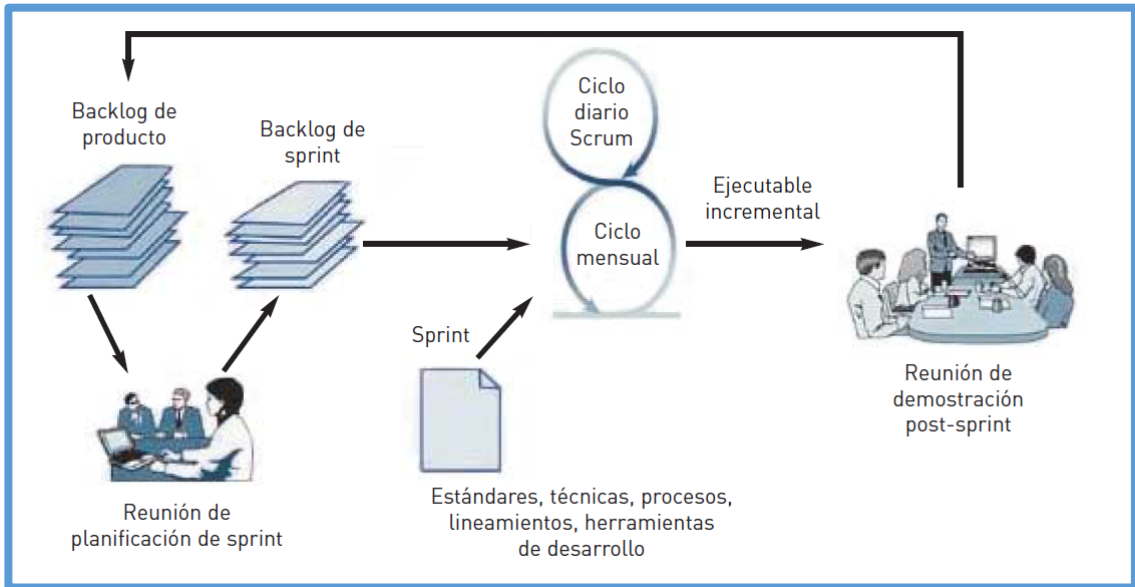 Backlog de
producto
Backlog de
sprint
Ciclo
diario
Scrum
Ciclo
mensual
Ejecutable
incremental
Sprint
Reunión de
planificación de sprint
Estándares, técnicas, procesos,
lineamientos, herramientas
de desarrollo
Reunión de
demostración
post-sprint